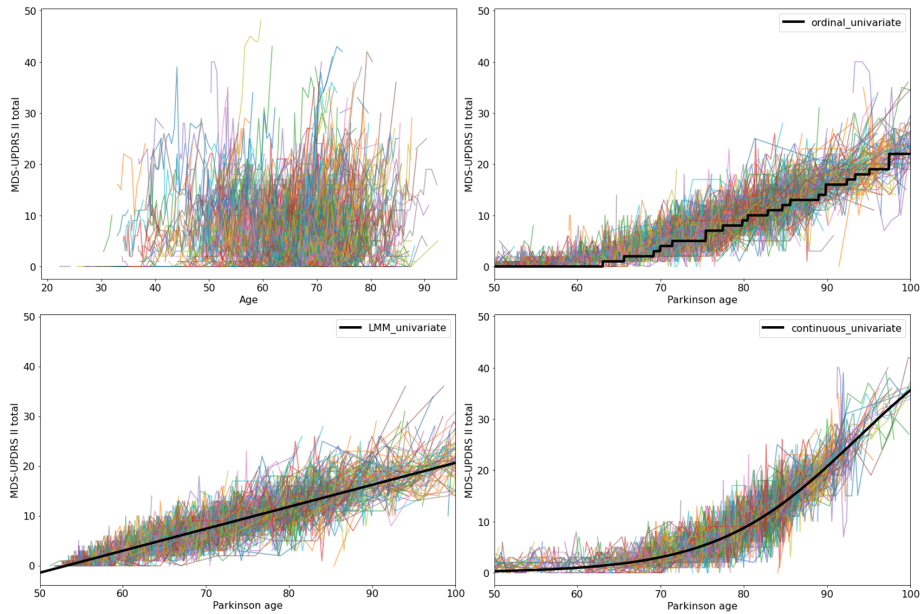 50
40
30
20
10
0
MDS-UPDRS II total
20 30 40 50 60 70 80 90
Age
50
40
30
20
10
0
MDS-UPDRS II total
ordinal_univariate
50 60 70 80 90 100
Parkinson age
50
40
30
20
10
0
MDS-UPDRS II total
LMM_univariate
50 60 70 80 90 100
Parkinson age
50
40
30
20
10
0
MDS-UPDRS II total
continuous_univariate
50 60 70 80 90 100
Parkinson age